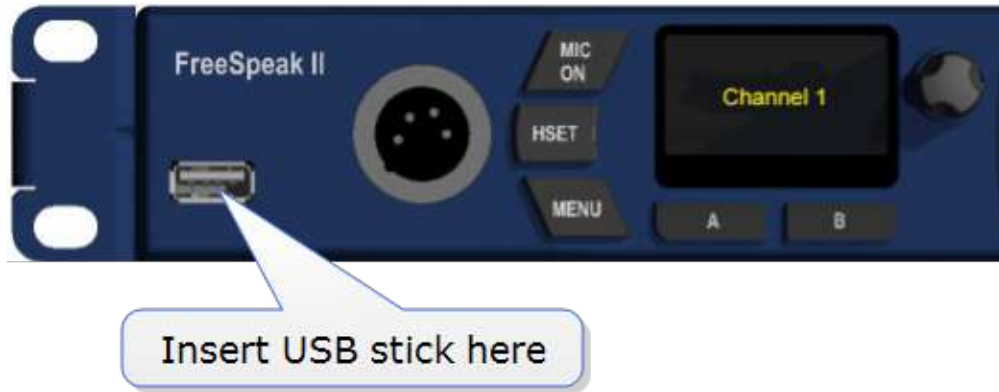 FreeSpeak II
MIC
ON
HSET
MENU
Channel 1
A
B
Insert USB stick here